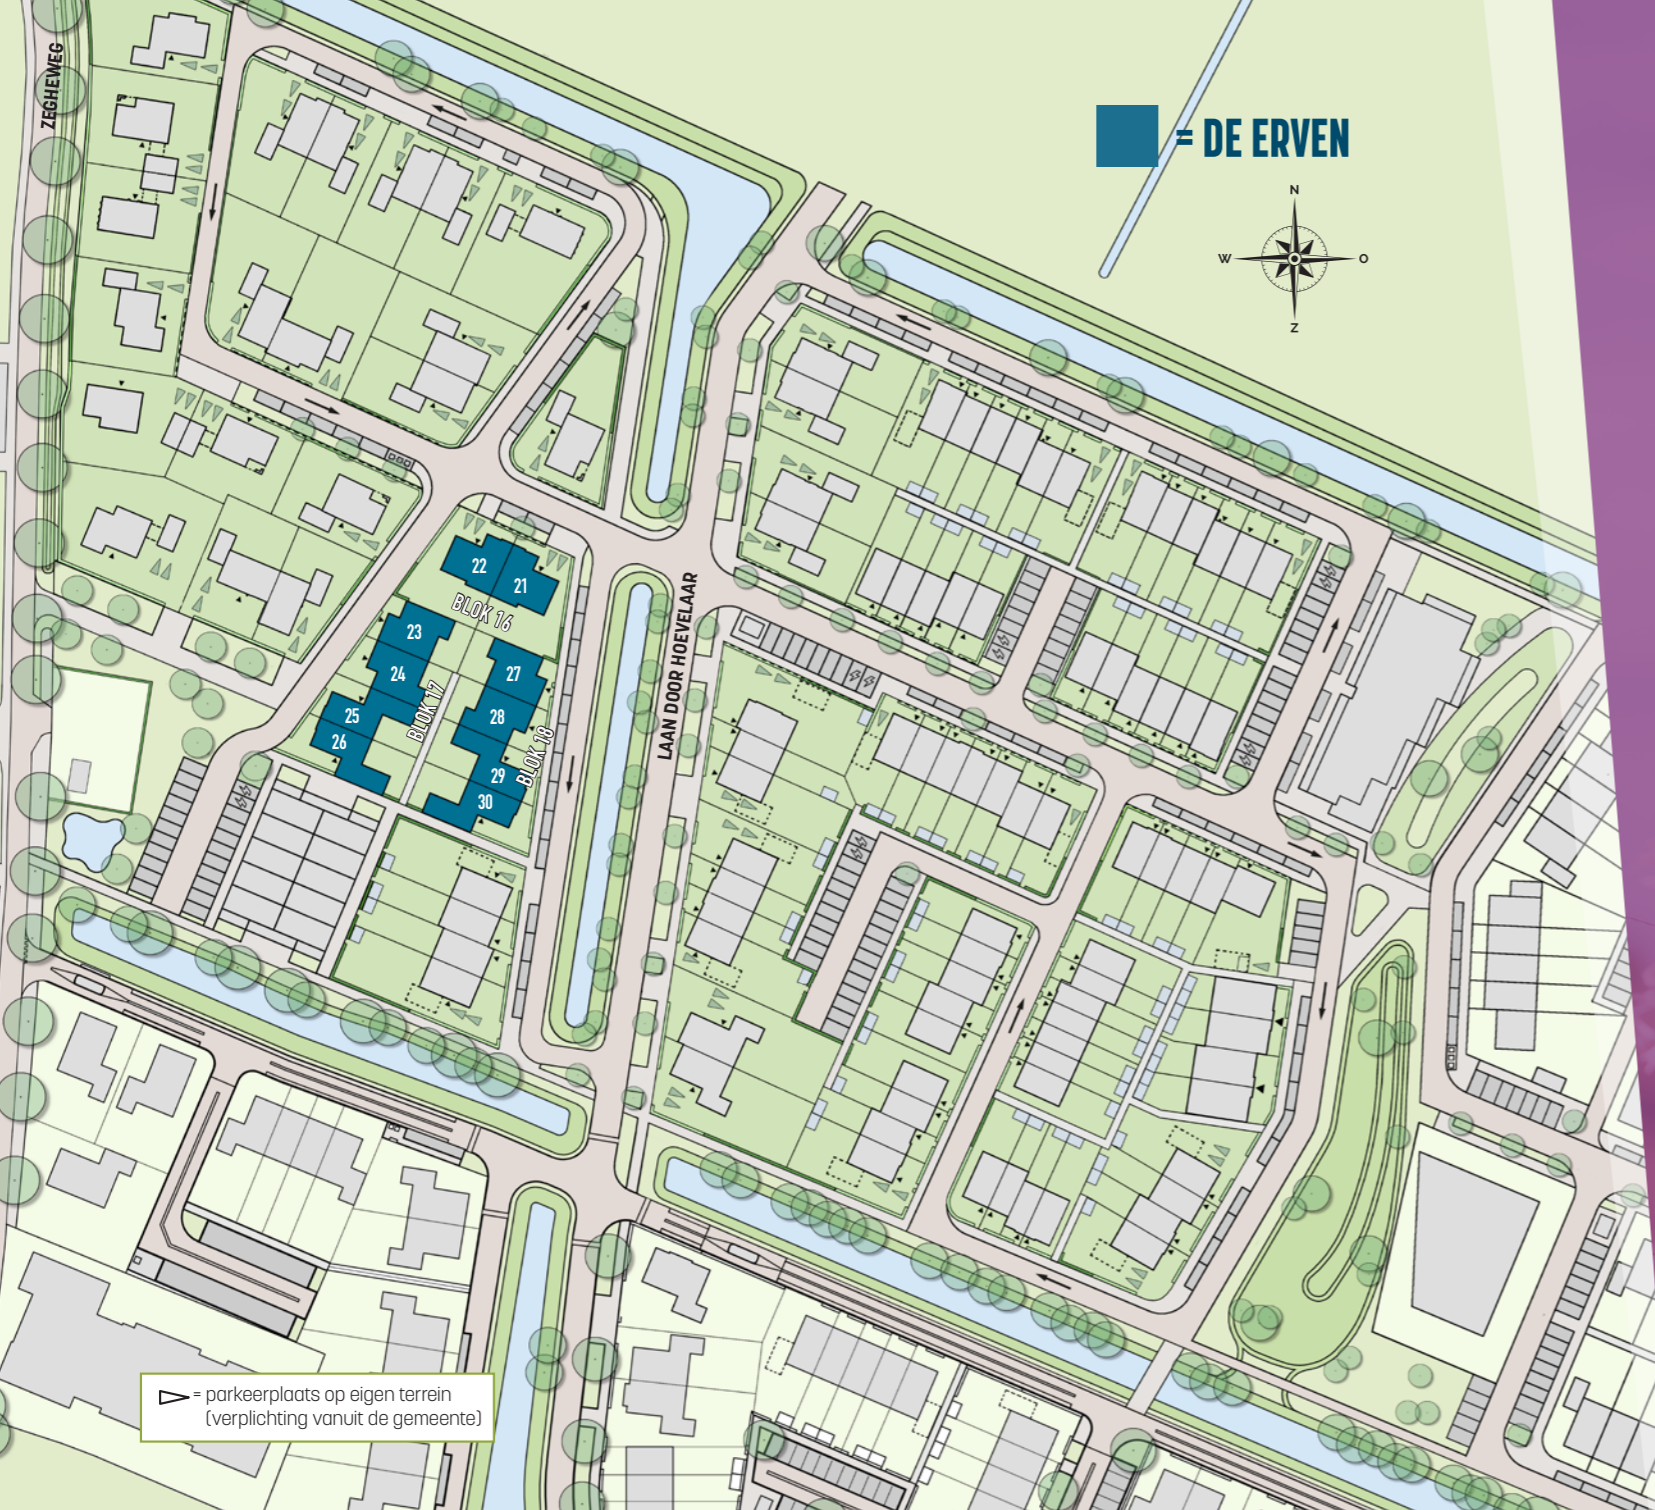 ZEGHEWEG
= DE ERVEN
N
W
O
Z
22
21
BLOK 16
23
24
25
26
BLOK 17
27
28
29
30
BLOK 18
LAAN DOOR HOEVELAAR
= parkeerplaats op eigen terrein
(verplichting vanuit de gemeente)